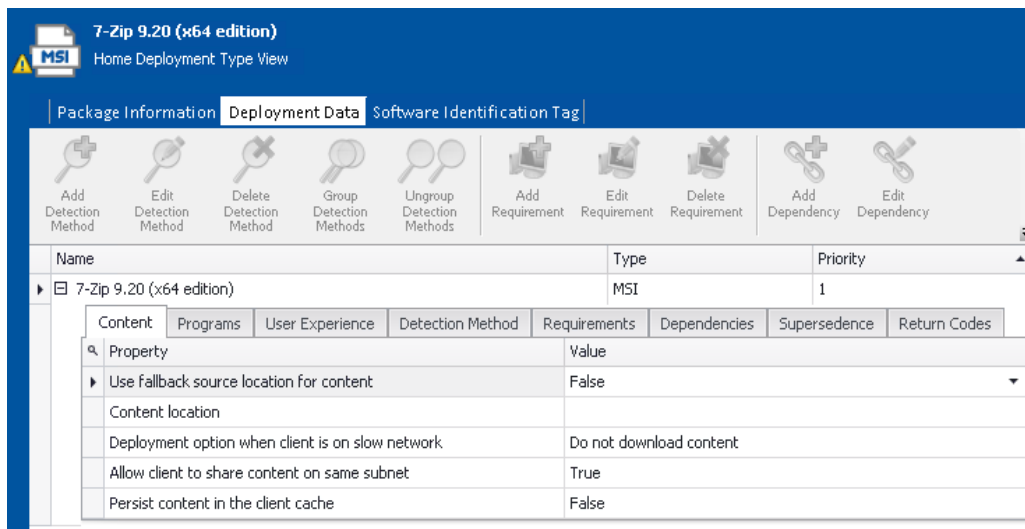 7-Zip 9.20 (x64 edition)
MSI
Home Deployment Type View
Package Information Deployment Data Software Identification Tag
Add Detection Method
Edit Detection Method
Delete Detection Method
Group Detection Methods
Ungroup Detection Methods
Add Requirement
Edit Requirement
Delete Requirement
Add Dependency
Edit Dependency
Name Type Priority
7-Zip 9.20 (x64 edition) MSI 1
Content Programs User Experience Detection Method Requirements Dependencies Supersedence Return Codes
Property Value
Use fallback source location for content False
Content location
Deployment option when client is on slow network Do not download content
Allow client to share content on same subnet True
Persist content in the client cache False